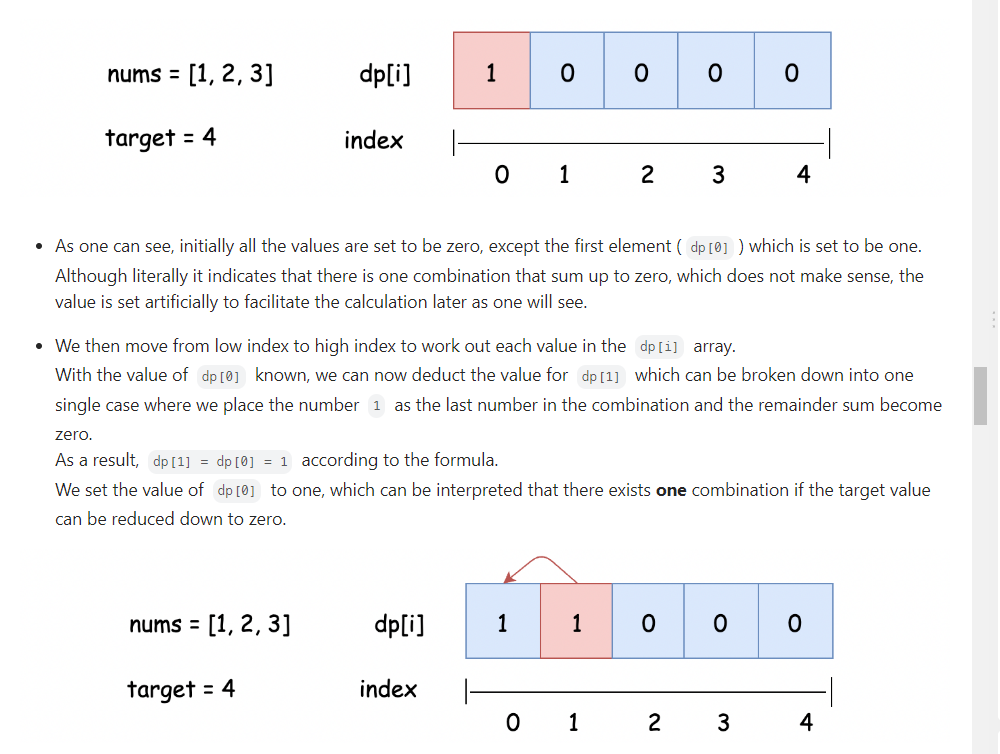 nums = [1, 2, 3] dp[i] 1 0 0 0 0
target = 4 index
0 1 2 3 4
• As one can see, initially all the values are set to be zero, except the first element ( dp[0] ) which is set to be one.
Although literally it indicates that there is one combination that sum up to zero, which does not make sense, the
value is set artificially to facilitate the calculation later as one will see.
• We then move from low index to high index to work out each value in the dp[i] array.
With the value of dp[0] known, we can now deduct the value for dp[1] which can be broken down into one
single case where we place the number 1 as the last number in the combination and the remainder sum become
zero.
As a result, dp[1] = dp[0] = 1 according to the formula.
We set the value of dp[0] to one, which can be interpreted that there exists one combination if the target value
can be reduced down to zero.
nums = [1, 2, 3] dp[i] 1 1 0 0 0
target = 4 index
0 1 2 3 4